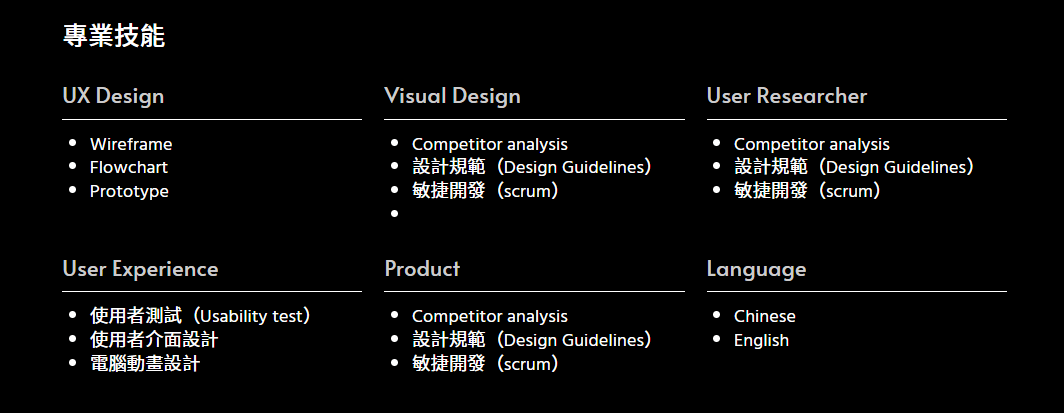 專業技能
UX Design
Wireframe
Flowchart
Prototype
Visual Design
Competitor analysis
設計規範（Design Guidelines）
敏捷開發（scrum）
User Researcher
Competitor analysis
設計規範（Design Guidelines）
敏捷開發（scrum）
User Experience
使用者測試（Usability test）
使用者介面設計
電腦動畫設計
Product
Competitor analysis
設計規範（Design Guidelines）
敏捷開發（scrum）
Language
Chinese
English